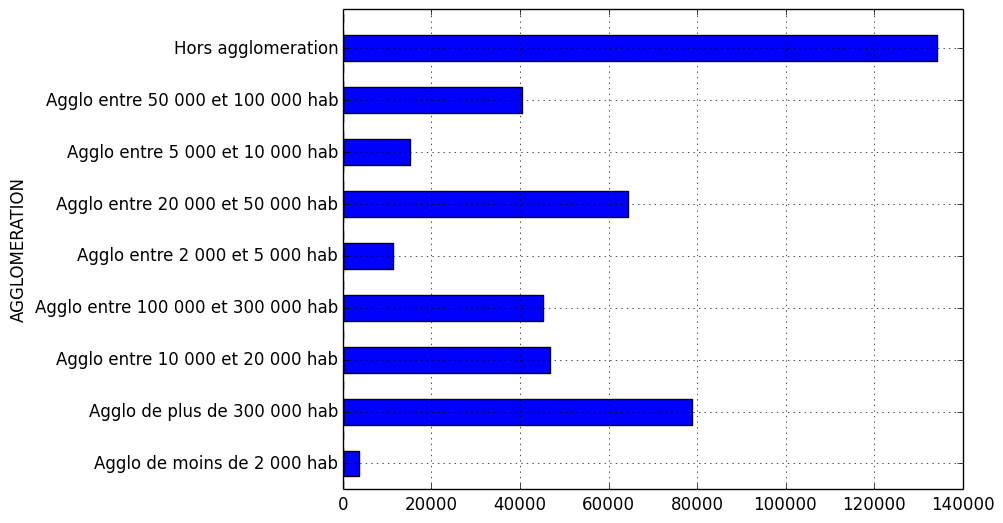 AGGLOMERATION
Hors agglomeration
Agglo entre 50 000 et 100 000 hab
Agglo entre 5 000 et 10 000 hab
Agglo entre 20 000 et 50 000 hab
Agglo entre 2 000 et 5 000 hab
Agglo entre 100 000 et 300 000 hab
Agglo entre 10 000 et 20 000 hab
Agglo de plus de 300 000 hab
Agglo de moins de 2 000 hab
0 20000 40000 60000 80000 100000 120000 140000